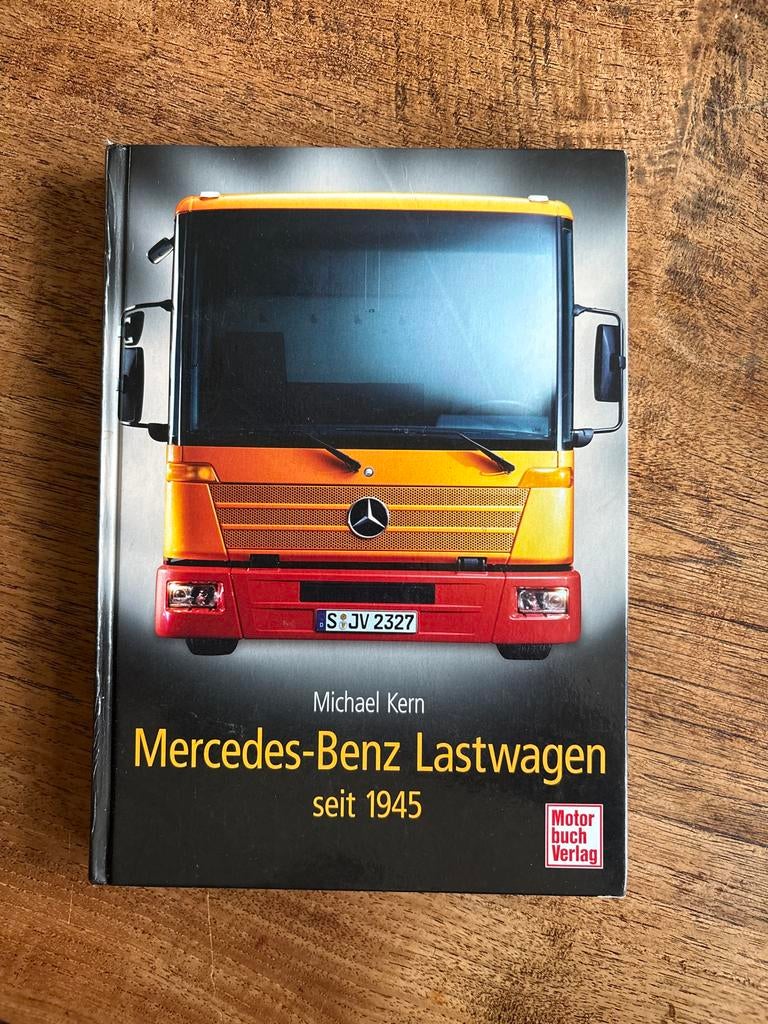 S JV 2327
Michael Kern
Mercedes-Benz Lastwagen
seit 1945
Motor
buch
Verlag